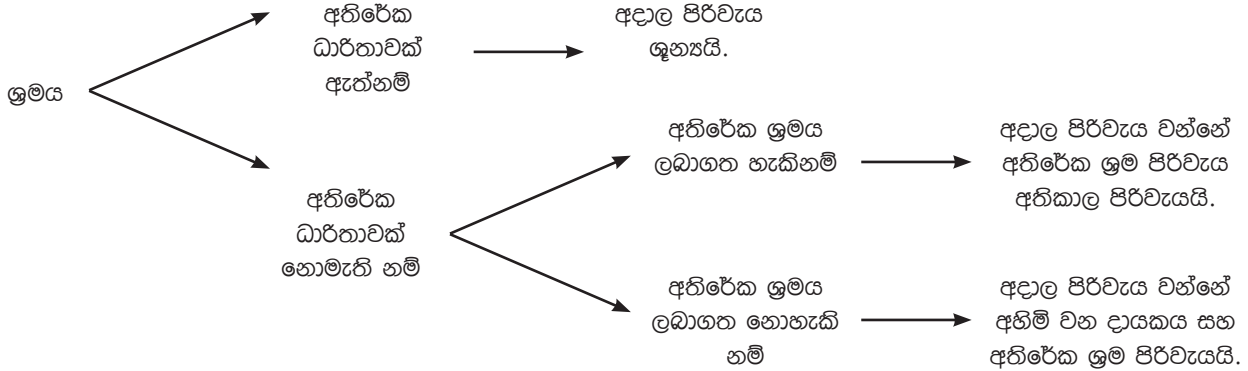 ශ්‍රමය
අතිරේක
ධාරිතාවක්
ඇත්නම්
අදාල පිරිවැය
ශුන්‍යයි.
අතිරේක
ධාරිතාවක්
නොමැති නම්
අතිරේක ශ්‍රමය
ලබාගත හැකිනම්
අදාල පිරිවැය වන්නේ
අතිරේක ශ්‍රම පිරිවැය
අතිකාල පිරිවැයයි.
අතිරේක ශ්‍රමය
ලබාගත නොහැකි
නම්
අදාල පිරිවැය වන්නේ
අහිමි වන දායකය සහ
අතිරේක ශ්‍රම පිරිවැයයි.